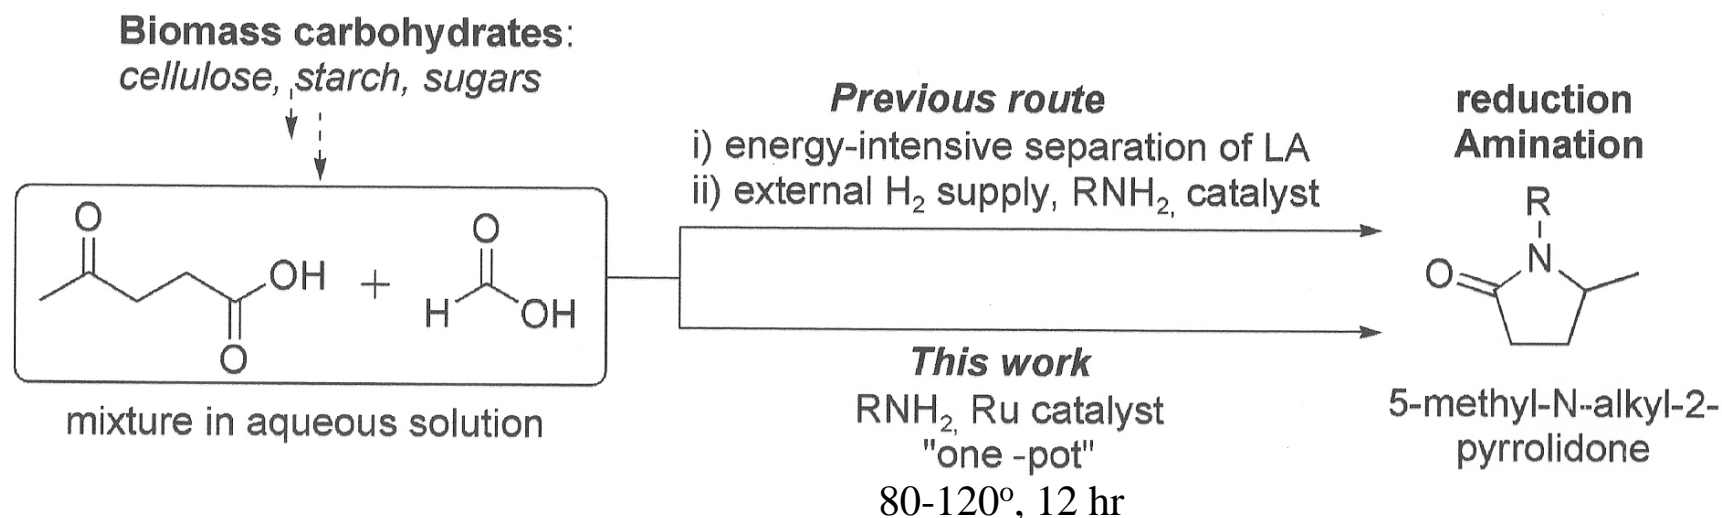 Biomass carbohydrates:
cellulose, starch, sugars
Previous route
i) energy-intensive separation of LA
ii) external H₂ supply, RNH₂, catalyst
reduction
Amination
O
OH
O
+
O
H
OH
R
N
O
mixture in aqueous solution
This work
RNH₂, Ru catalyst
"one -pot"
80-120º, 12 hr
5-methyl-N-alkyl-2-
pyrrolidone